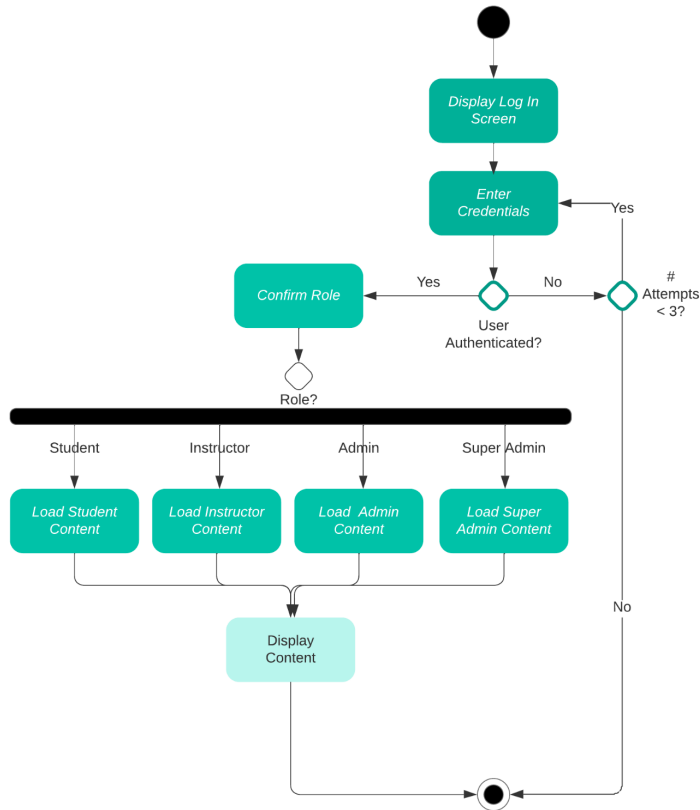 Display Log In
Screen
Enter
Credentials
Yes
Confirm Role
Yes
No
#
Attempts
< 3?
User
Authenticated?
Role?
Student
Instructor
Admin
Super Admin
Load Student
Content
Load Instructor
Content
Load Admin
Content
Load Super
Admin Content
No
Display
Content